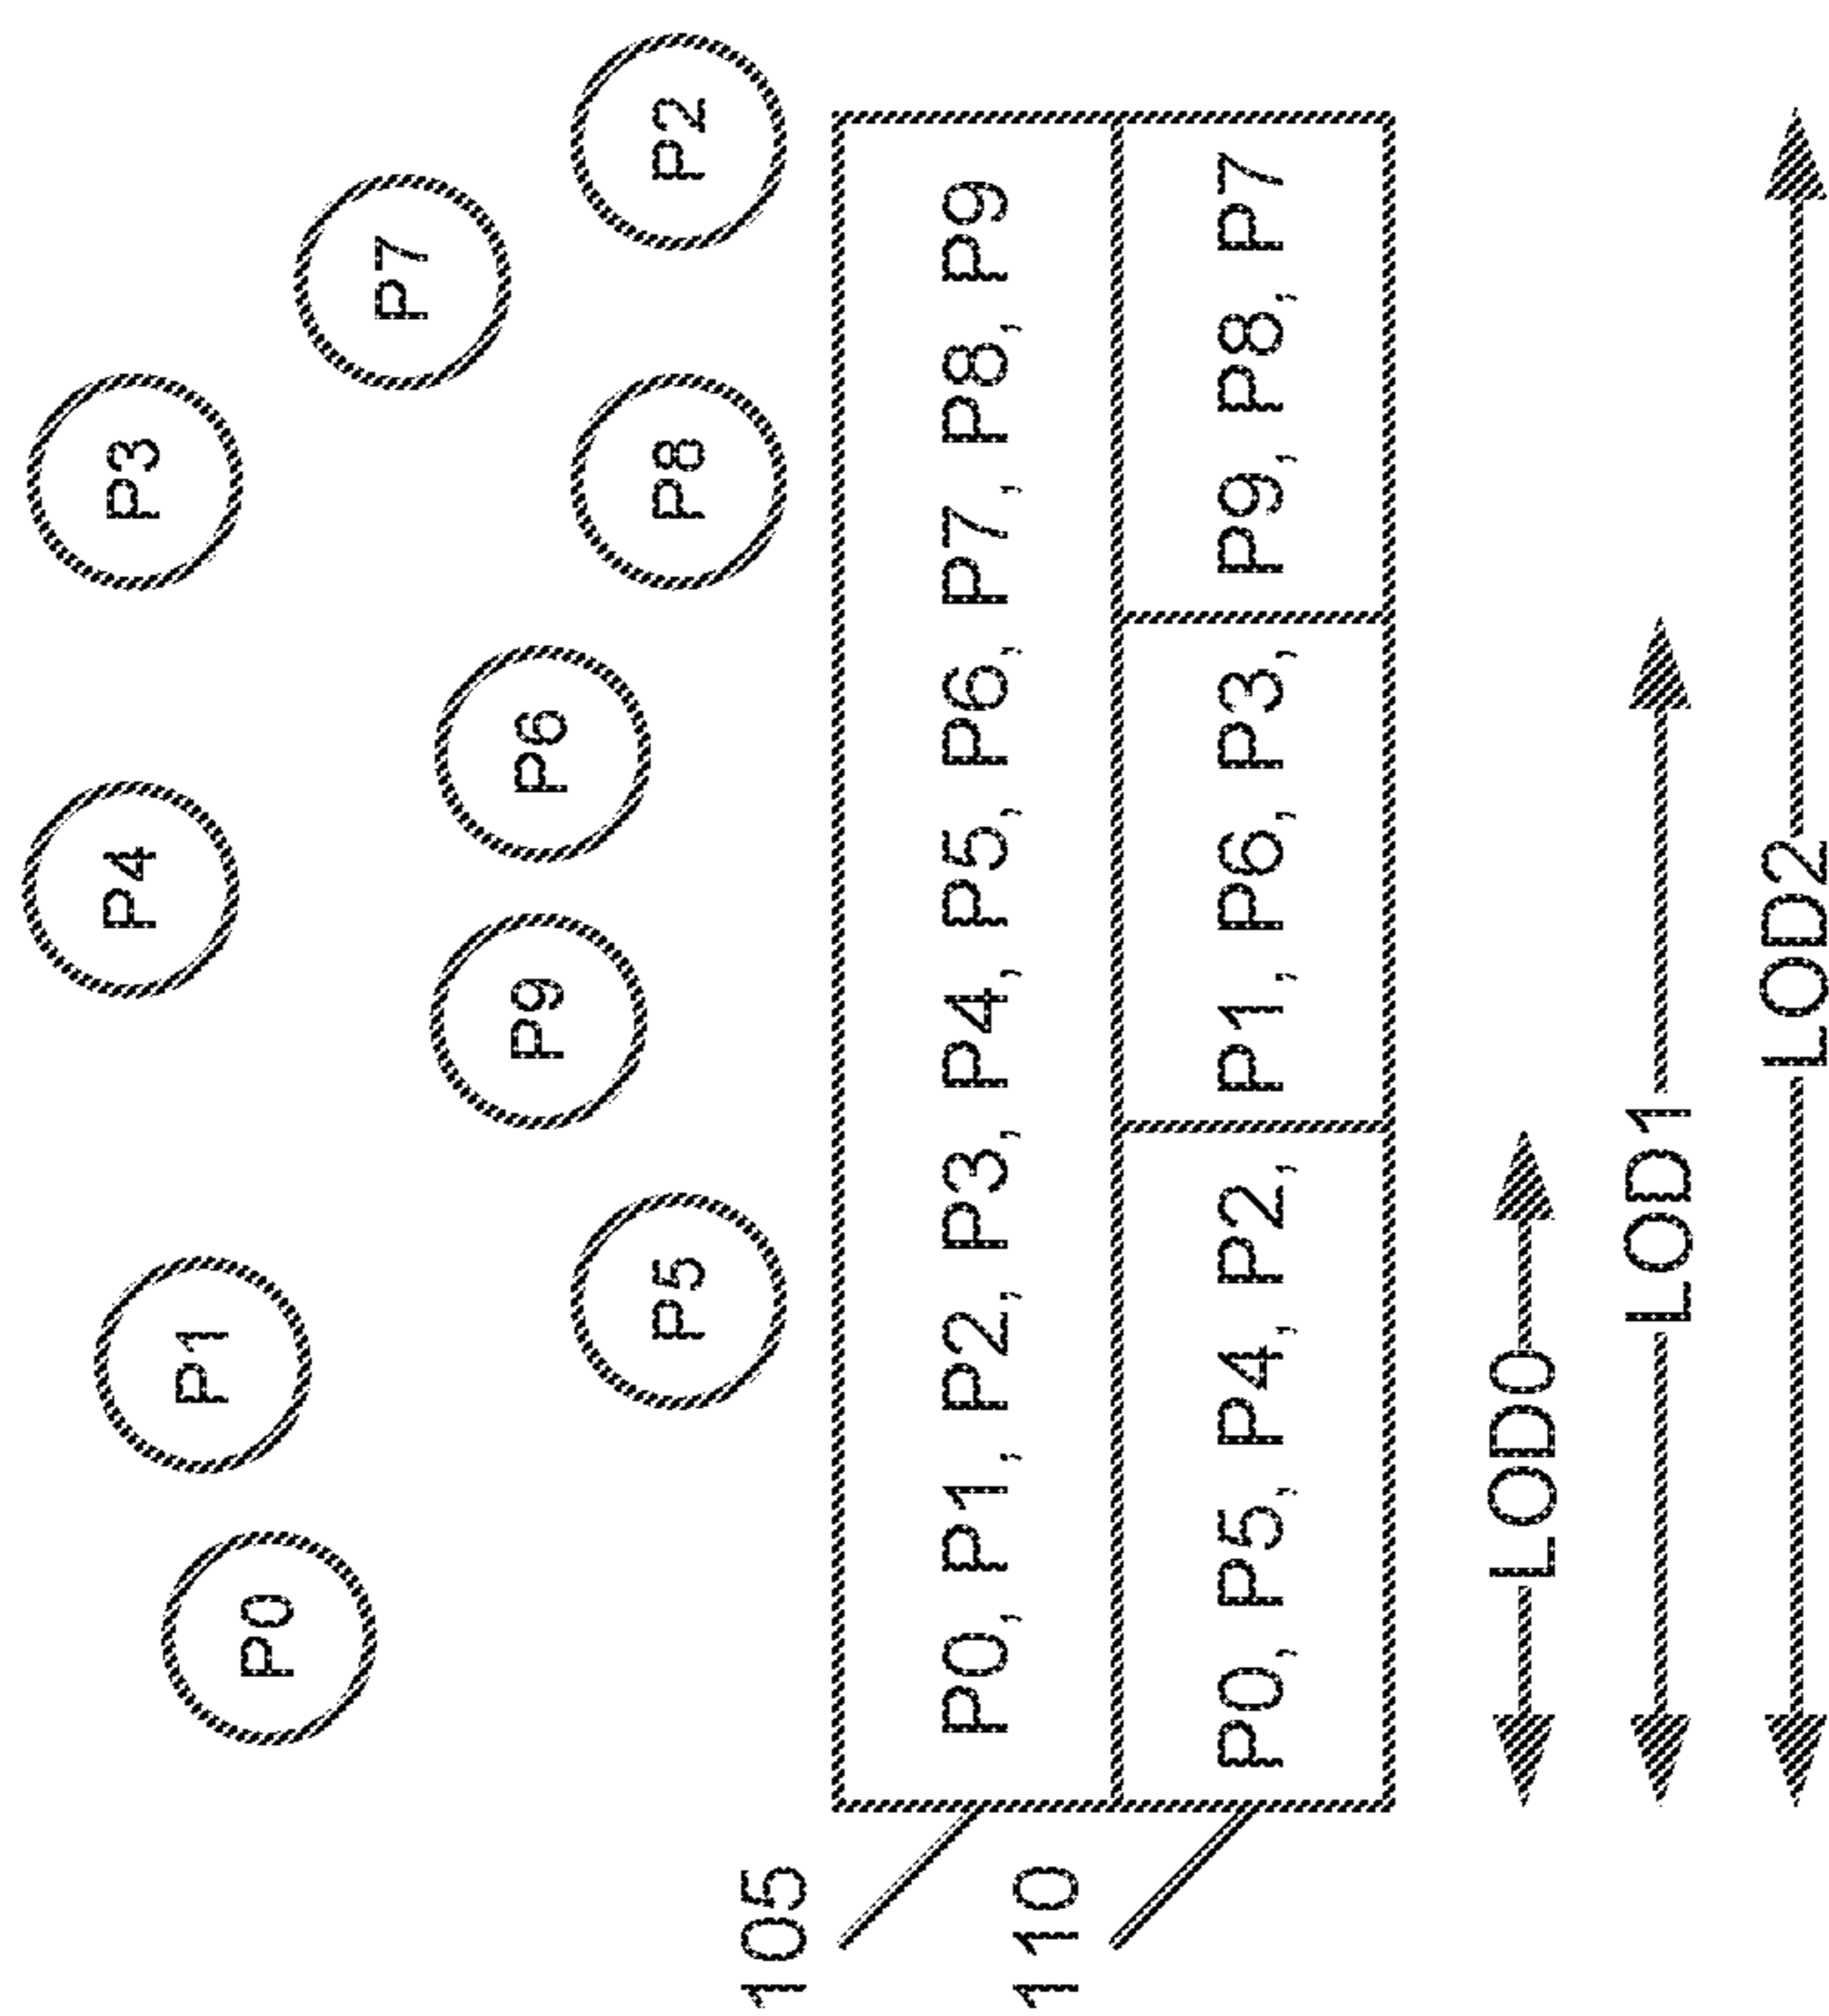 P4 P3
P1
P0
P7
P9 P6
P5 P8 P2
105
P0, P1, P2, P3, P4, P5, P6, P7, P8, P9
110
P0, P5, P4, P2, P1, P6, P3, P9, P8, P7
LOD0
LOD1
LOD2